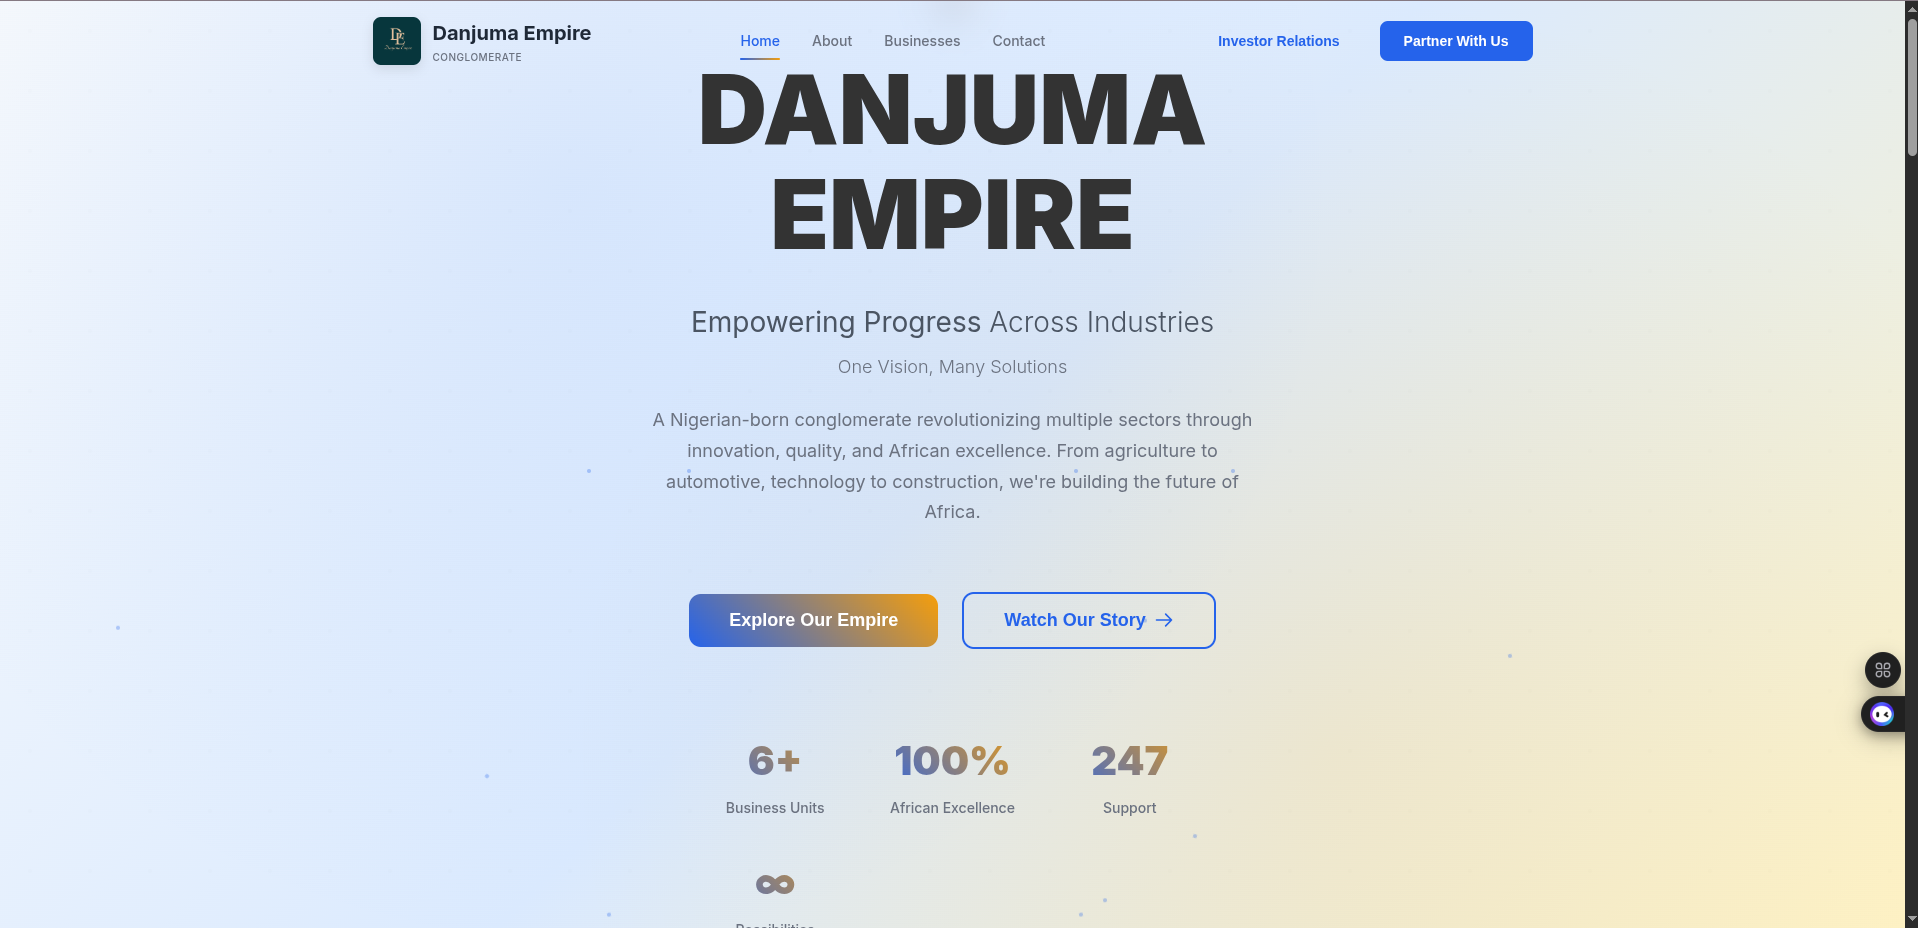 Danjuma Empire
CONGLOMERATE
Home About Businesses Contact
Investor Relations
Partner With Us
DANJUMA
EMPIRE
Empowering Progress Across Industries
One Vision, Many Solutions
A Nigerian-born conglomerate revolutionizing multiple sectors through
innovation, quality, and African excellence. From agriculture to
automotive, technology to construction, we're building the future of
Africa.
Explore Our Empire
Watch Our Story →
6+ 100% 247
Business Units African Excellence Support
∞
Possibilities